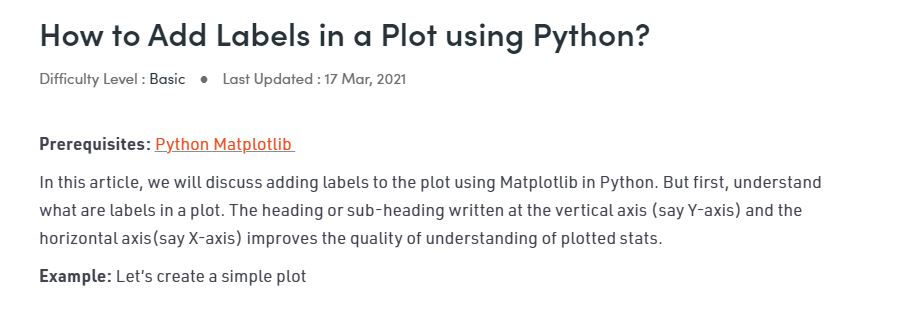 How to Add Labels in a Plot using Python?
Difficulty Level : Basic ● Last Updated : 17 Mar, 2021
Prerequisites: Python Matplotlib
In this article, we will discuss adding labels to the plot using Matplotlib in Python. But first, understand
what are labels in a plot. The heading or sub-heading written at the vertical axis (say Y-axis) and the
horizontal axis(say X-axis) improves the quality of understanding of plotted stats.
Example: Let's create a simple plot